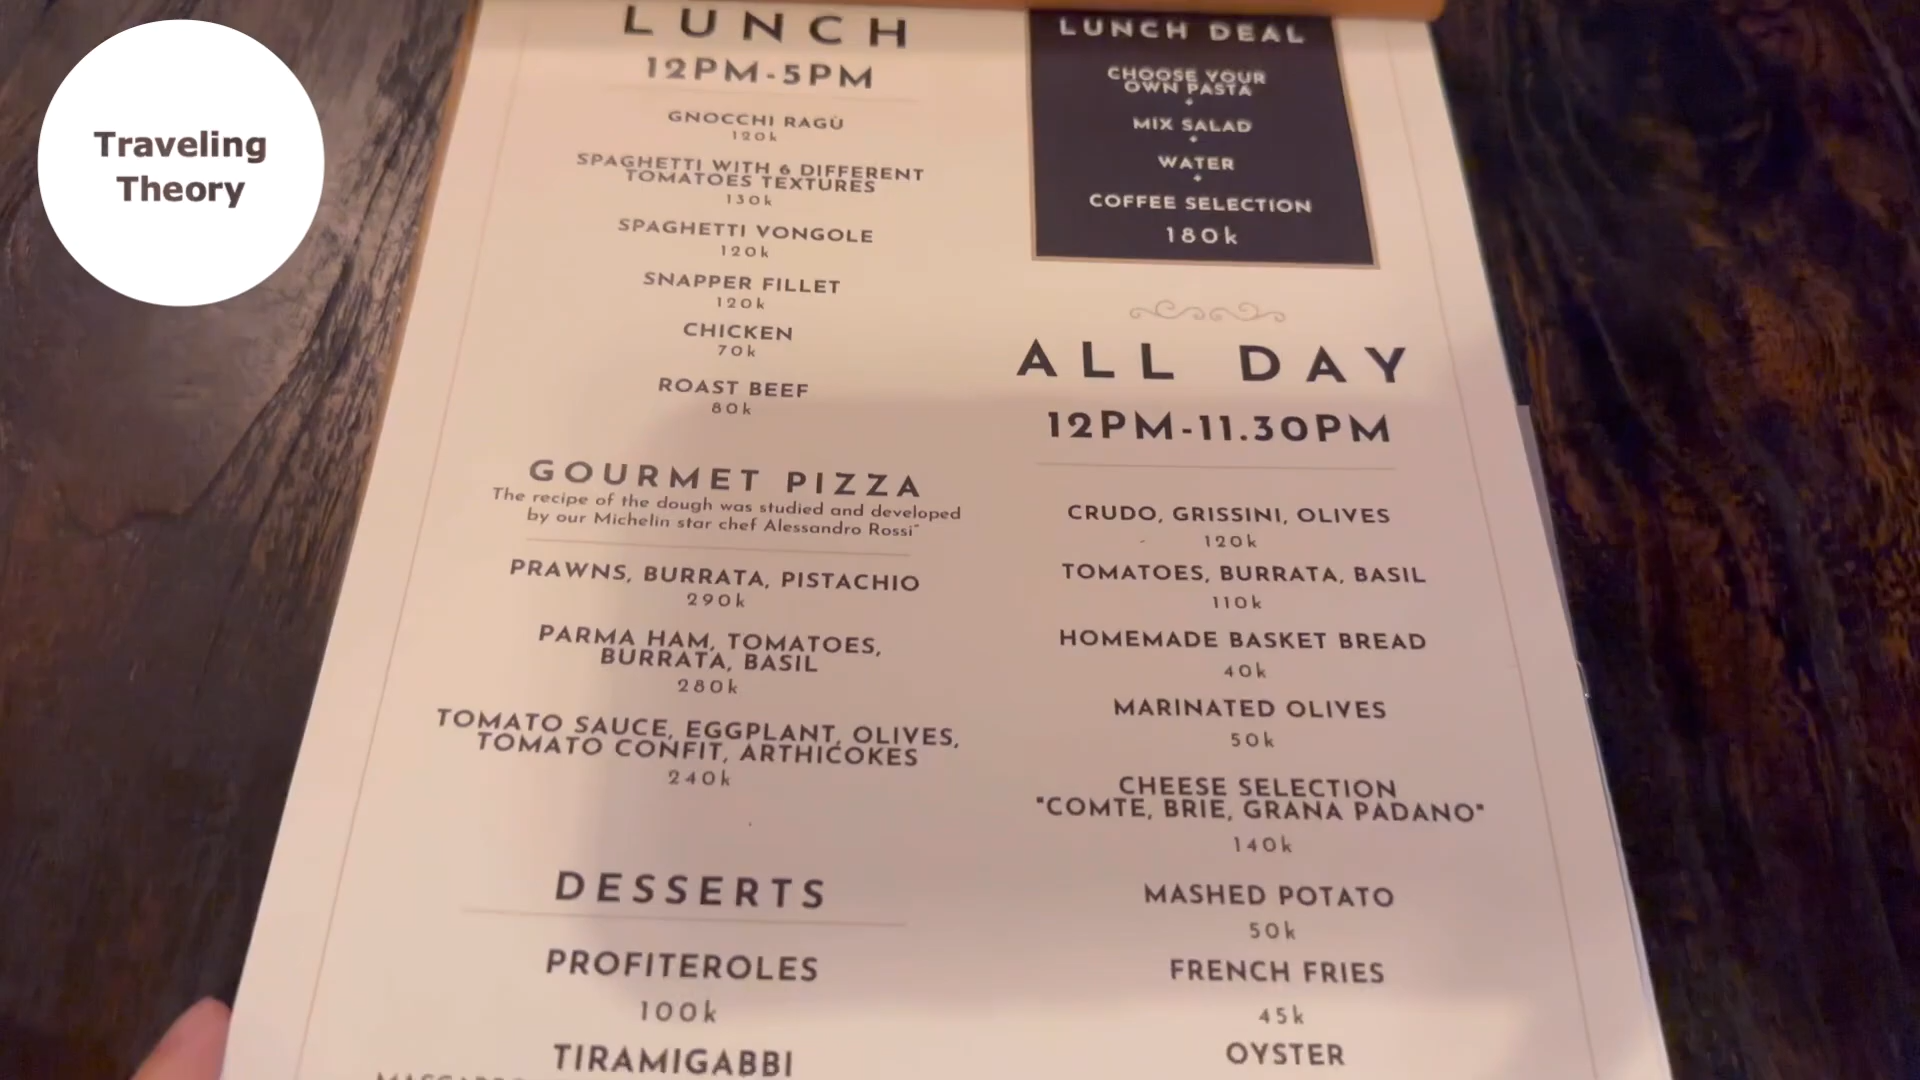 Traveling
Theory
LUNCH
12PM-5PM
GNOCCHI RAGÙ
120k
SPAGHETTI WITH 6 DIFFERENT
TOMATOES TEXTURES
130k
SPAGHETTI VONGOLE
120k
SNAPPER FILLET
120k
CHICKEN
70k
ROAST BEEF
80k
GOURMET PIZZA
The recipe of the dough was studied and developed
by our Michelin star chef Alessandro Rossi"
PRAWNS, BURRATA, PISTACHIO
290k
PARMA HAM, TOMATOES,
BURRATA, BASIL
280k
TOMATO SAUCE, EGGPLANT, OLIVES,
TOMATO CONFIT, ARTHICOKES
240k
DESSERTS
PROFITEROLES
100k
TIRAMIGABBI
LUNCH DEAL
CHOOSE YOUR
OWN PASTA
+
MIX SALAD
+
WATER
+
COFFEE SELECTION
180k
ALL DAY
12PM-11.30PM
CRUDO, GRISSINI, OLIVES
120k
TOMATOES, BURRATA, BASIL
110k
HOMEMADE BASKET BREAD
40k
MARINATED OLIVES
50k
CHEESE SELECTION
"COMTE, BRIE, GRANA PADANO"
140k
MASHED POTATO
50k
FRENCH FRIES
45k
OYSTER